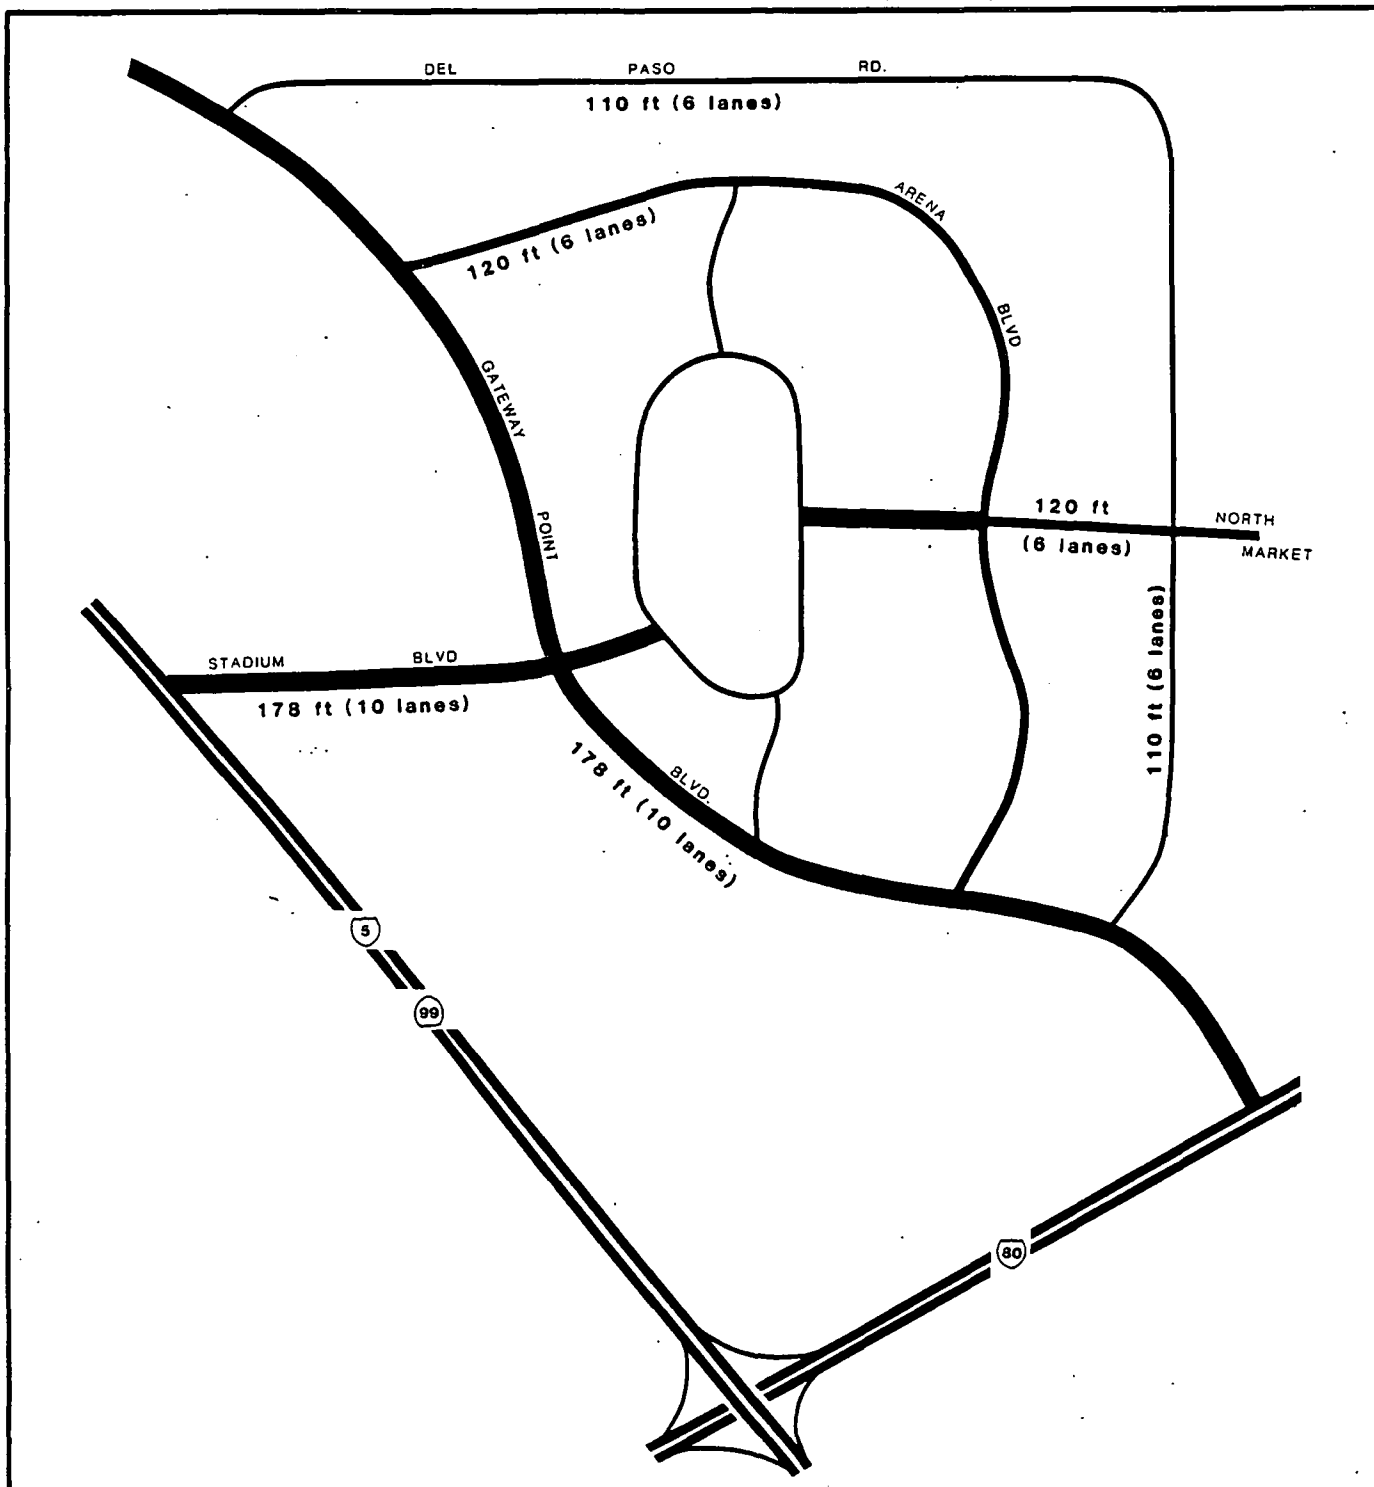 DEL PASO RD.
110 ft (6 lanes)
ARENA
120 ft (6 lanes)
BLVD
GATEWAY
120 ft
NORTH
POINT
(6 lanes)
MARKET
110 ft (6 lanes)
STADIUM BLVD
178 ft (10 lanes)
BLVD.
178 ft (10 lanes)
5
99
80